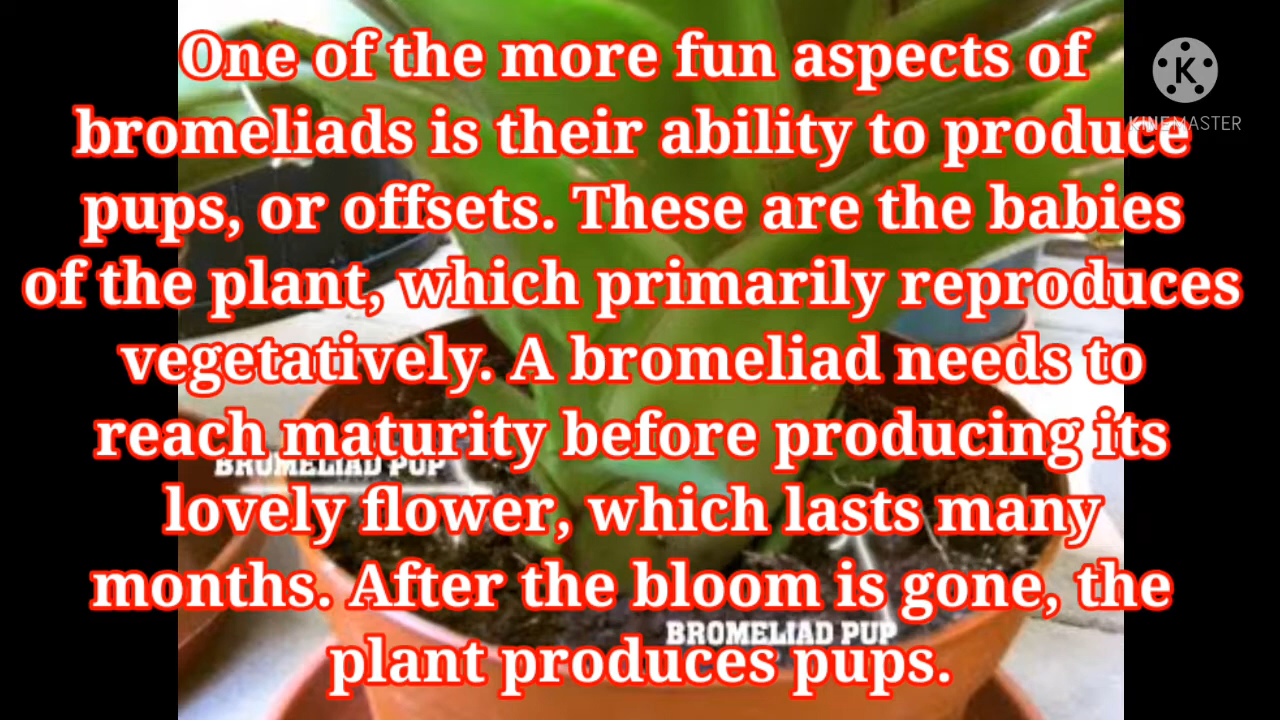 One of the more fun aspects of
K
bromeliads is their ability to produce
KINEMASTER
pups, or offsets. These are the babies
of the plant, which primarily reproduces
vegetatively. A bromeliad needs to
reach maturity before producing its
BROMELIAD PUP
lovely flower, which lasts many
months. After the bloom is gone, the
BROMELIAD PUP
plant produces pups.